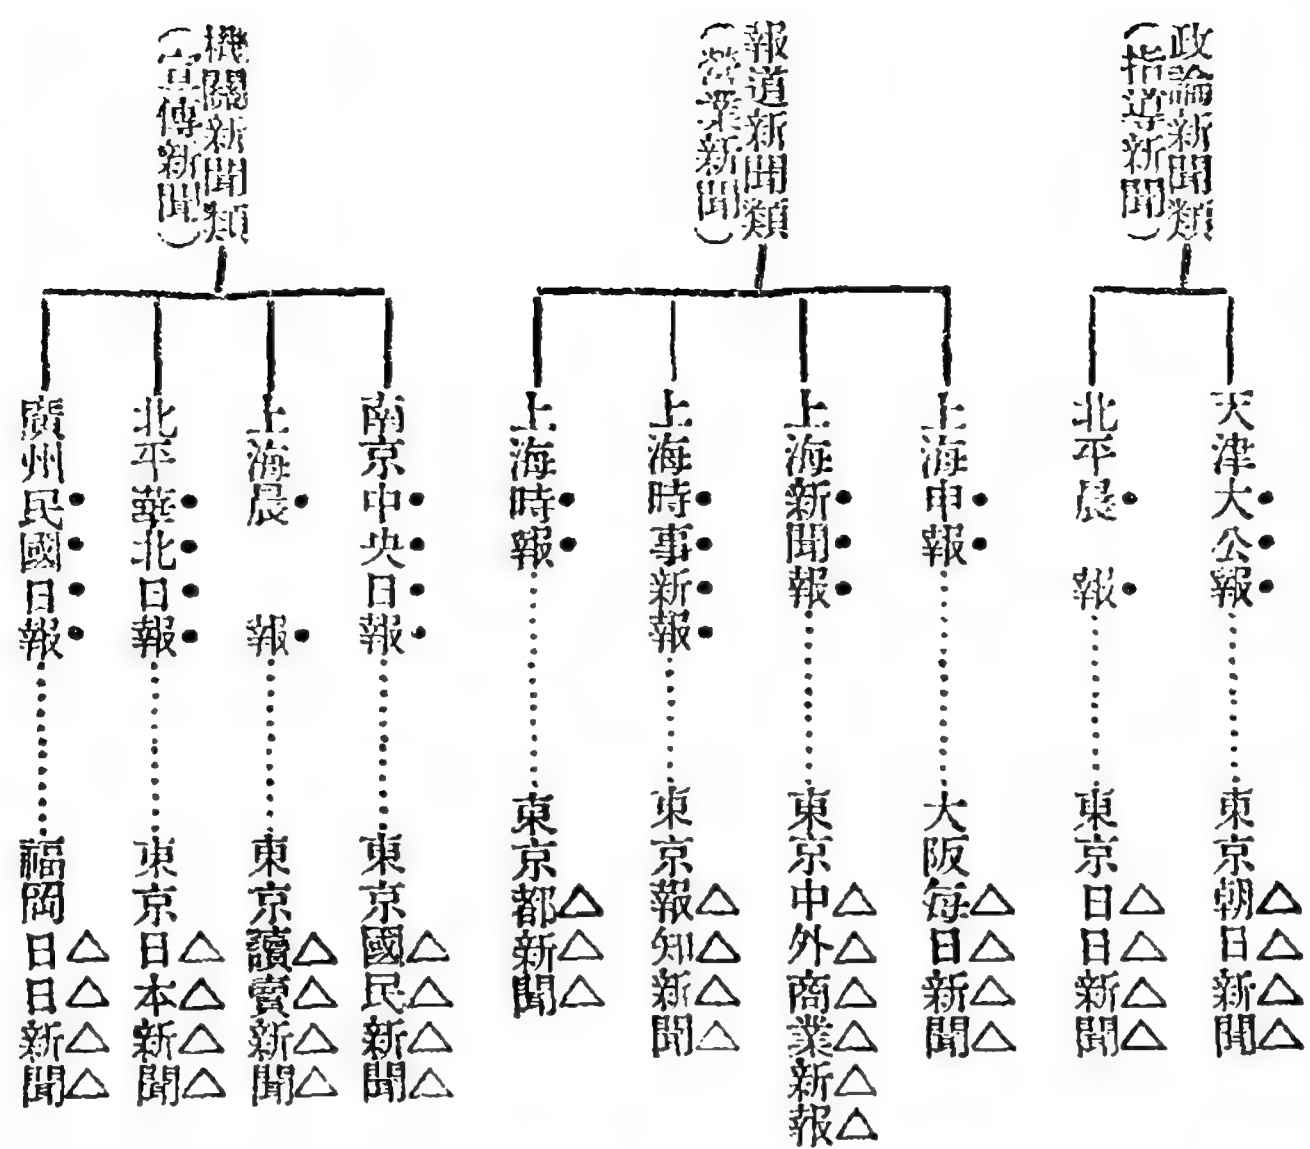 政論新聞類
（指導新聞）
天津大公報……東京朝日新聞
北平晨　報……東京日日新聞
報道新聞類
（營業新聞）
上海申報……大阪每日新聞
上海新聞報……東京中外商業新報
上海時事新報……東京報知新聞
上海時報……東京都新聞
機關新聞類
（宣傳新聞）
南京中央日報……東京國民新聞
上海晨　報……東京讀賣新聞
北平華北日報……東京日本新聞
廣州民國日報……福岡日日新聞